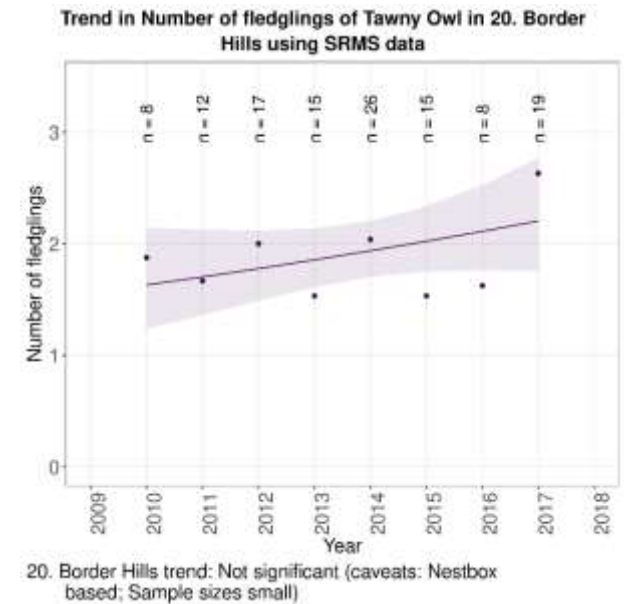 Trend in Number of fledglings of Tawny Owl in 20. Border
Hills using SRMS data
n = 8
n = 12
n = 17
n = 15
n = 26
n = 15
n = 8
n = 19
3
2
1
0
Number of fledglings
2009
2010
2011
2012
2013
2014
2015
2016
2017
2018
Year
20. Border Hills trend: Not significant (caveats: Nestbox
based; Sample sizes small)